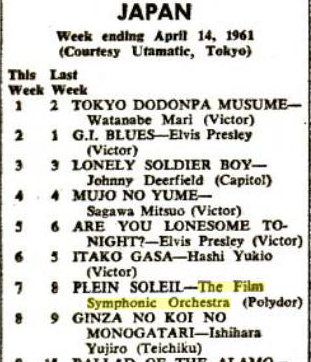 JAPAN
Week ending April 14, 1961
(Courtesy Utamatic, Tokyo)
This Last
Week Week
1 2 TOKYO DODONPA MUSUME—
Watanabe Mari (Victor)
2 1 G.I. BLUES—Elvis Presley
(Victor)
3 3 LONELY SOLDIER BOY—
Johnny Deerfield (Capitol)
4 4 MUJO NO YUME—
Sagawa Mitsuo (Victor)
5 6 ARE YOU LONESOME TO-
NIGHT?—Elvis Presley (Victor)
6 5 ITAKO GASA—Hashi Yukio
(Victor)
7 8 PLEIN SOLEIL—The Film
Symphonic Orchestra (Polydor)
8 9 GINZA NO KOI NO
MONOGATARI—Ishihara
Yujiro (Teichiku)
BALLAD OF THE ALAMO—